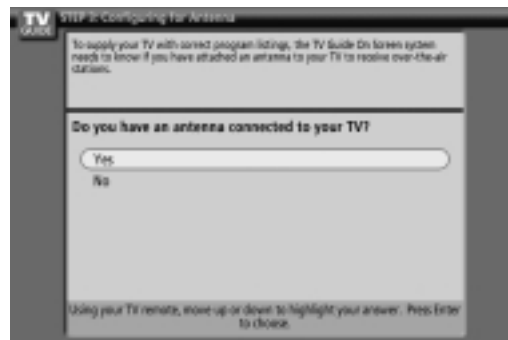 TV
GUIDE
STEP 3: Configuring for Antenna
To supply your TV with correct program listings, the TV Guide On Screen system
needs to know if you have attached an antenna to your TV to receive over-the-air
stations.
Do you have an antenna connected to your TV?
Yes
No
Using your TV remote, move up or down to highlight your answer. Press Enter
to choose.